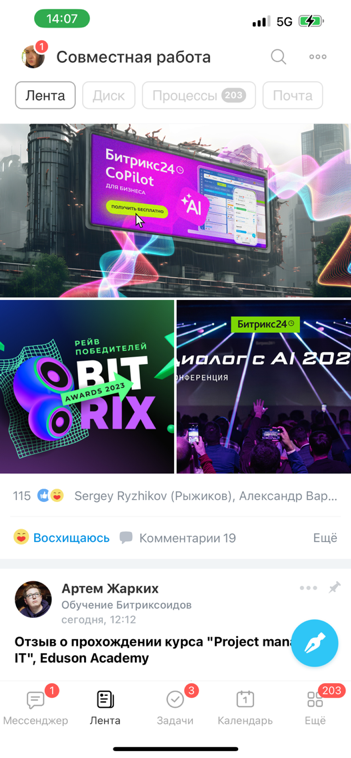 14:07
5G
1
Совместная работа
Лента
Диск
Процессы 203
Почта
Битрикс24
CoPilot
ДЛЯ БИЗНЕСА
ПОЛУЧИТЬ БЕСПЛАТНО
AI
РЕЙВ
ПОБЕДИТЕЛЕЙ
BIT
AWARDS 2023
RIX
Битрикс24
диалог с AI 202
КОНФЕРЕНЦИЯ
115
Sergey Ryzhikov (Рыжиков), Александр Вар...
Восхищаюсь
Комментарии 19
Ещё
Артем Жарких
Обучение Битриксоидов
сегодня, 12:12
Отзыв о прохождении курса "Project mana
IT", Eduson Academy
1
3
1
203
Мессенджер
Лента
Задачи
Календарь
Ещё